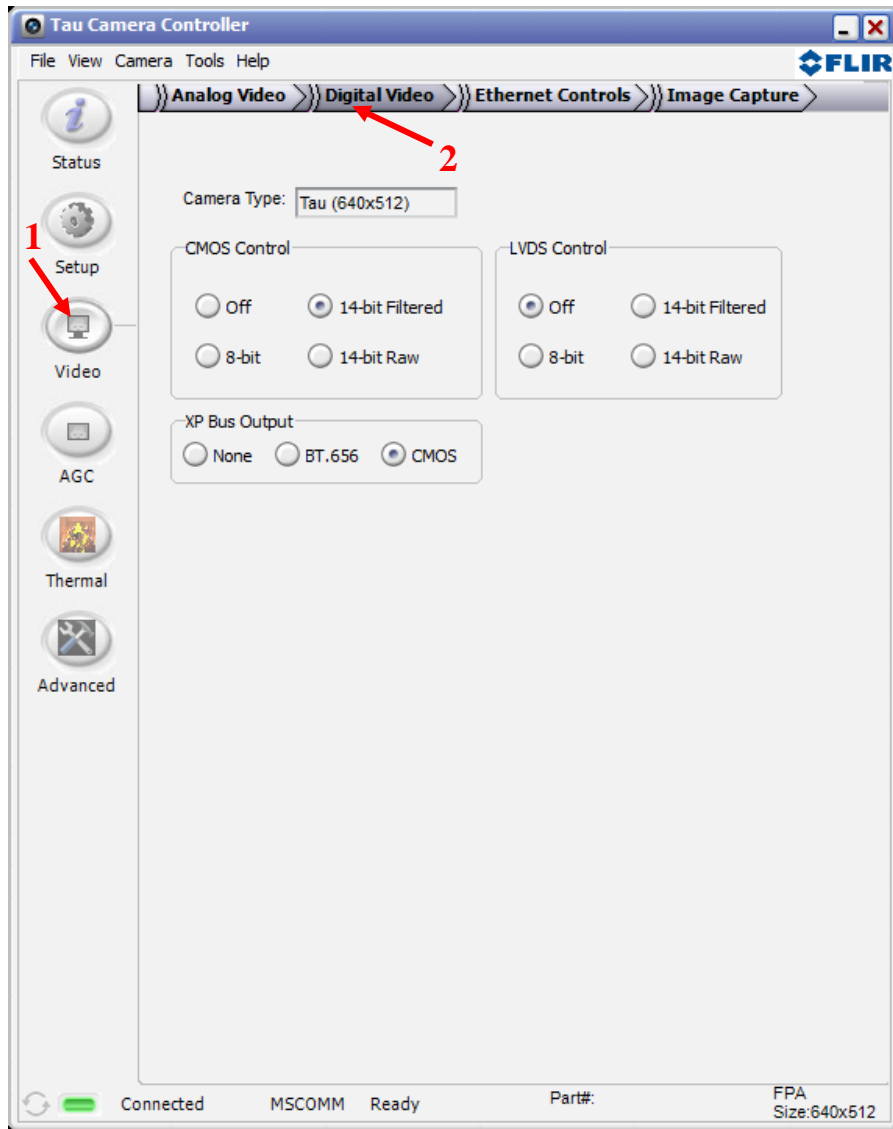 Tau Camera Controller
File View Camera Tools Help
FLIR
Analog Video Digital Video Ethernet Controls Image Capture
1
2
Status
Setup
Video
AGC
Thermal
Advanced
Camera Type: Tau (640x512)
CMOS Control
Off 14-bit Filtered
8-bit 14-bit Raw
LVDS Control
Off 14-bit Filtered
8-bit 14-bit Raw
XP Bus Output
None BT.656 CMOS
Connected MSCOMM Ready Part#: FPA
Size:640x512